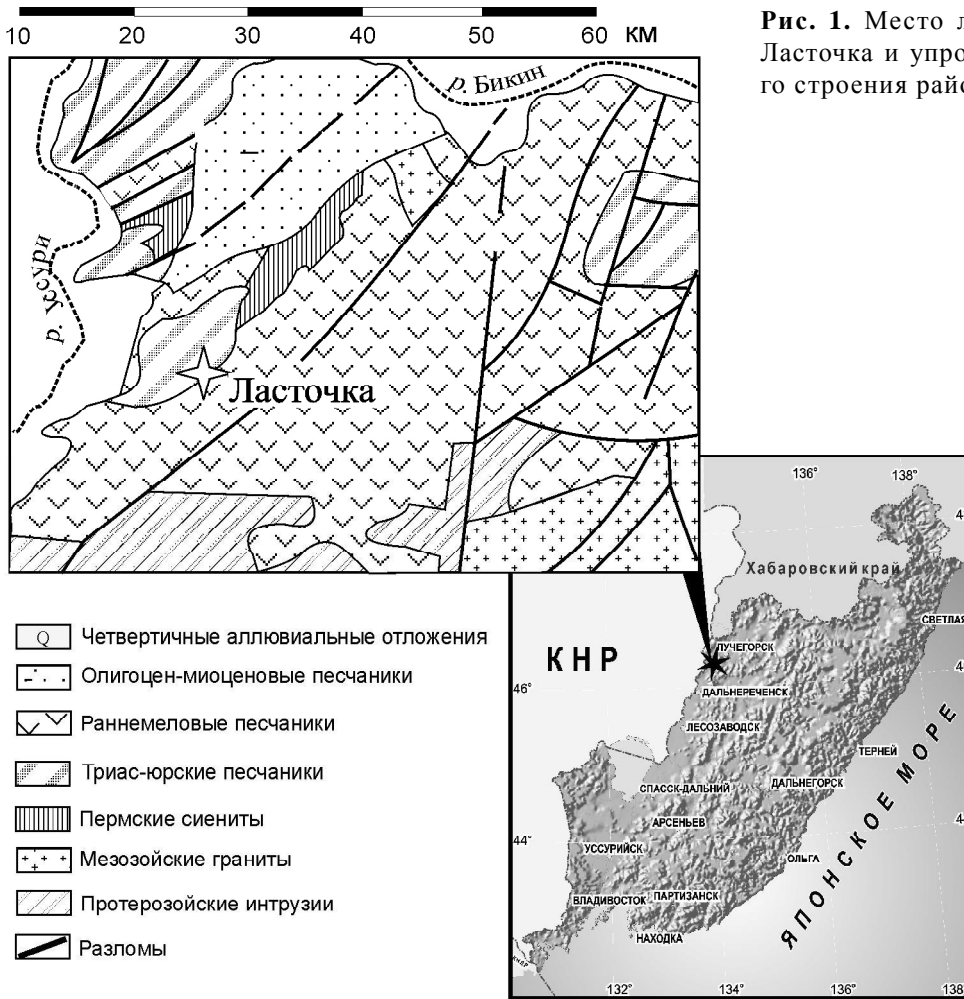 10 20 30 40 50 60 км
Рис. 1. Место
Ласточка и
го строения
р. Бикин
р. Уссури
Ласточка
Q Четвертичные аллювиальные отложения
Олигоцен-миоценовые песчаники
Раннемеловые песчаники
Триас-юрские песчаники
Пермские сиениты
Мезозойские граниты
Протерозойские интрузии
Разломы
136° 138°
Хабаровский край
СВЕТЛАЯ
КНР
ЛУЧЕГОРСК
46°
ДАЛЬНЕРЕЧЕНСК
ЛЕСОЗАВОДСК
ТЕРНЕЙ
СПАССК-ДАЛЬНИЙ
ДАЛЬНЕГОРСК
АРСЕНЬЕВ
44°
УССУРИЙСК
ОЛЬГА
ЯПОНСКОЕ МОРЕ
ВЛАДИВОСТОК
ПАРТИЗАНСК
НАХОДКА
132° 134° 136° 138